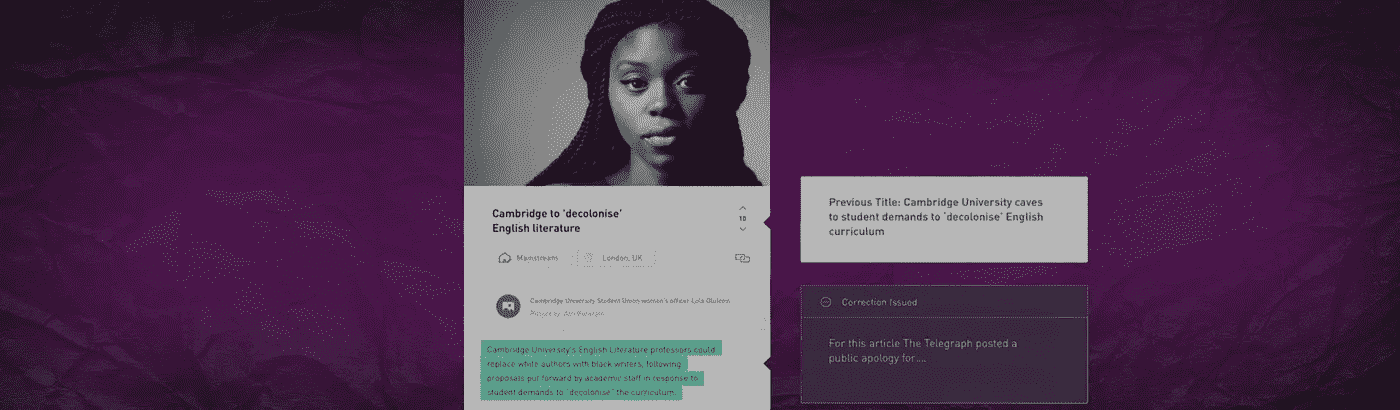 Cambridge to 'decolonise'
English literature
10
Mainstream
London, UK
Cambridge University Student Union women's officer Lola Olufemi
Cambridge University's English Literature professors could
replace white authors with black writers, following
proposals put forward by academic staff in response to
student demands to 'decolonise' the curriculum.
Previous Title: Cambridge University caves
to student demands to 'decolonise' English
curriculum
Correction Issued
For this article The Telegraph posted a
public apology for....